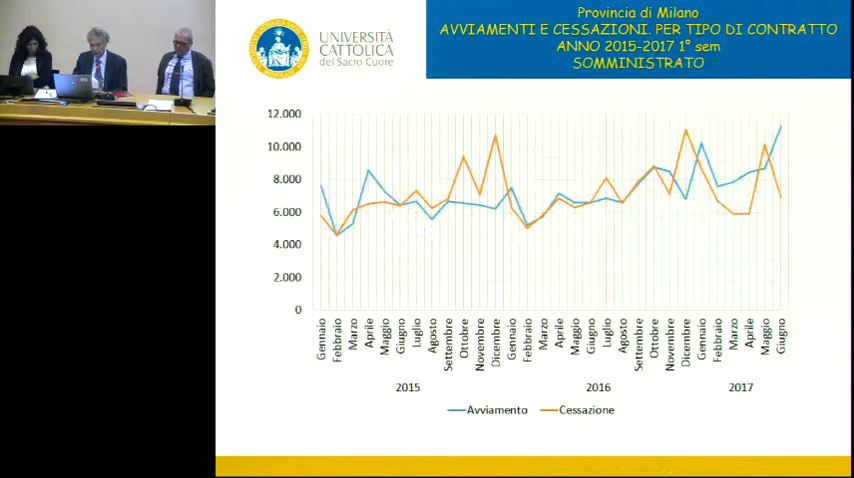 UNIVERSITÀ
CATTOLICA
del Sacro Cuore
Provincia di Milano
AVVIAMENTI E CESSAZIONI. PER TIPO DI CONTRATTO
ANNO 2015-2017 1° sem
SOMMINISTRATO
12.000
10.000
8.000
6.000
4.000
2.000
0
Gennaio
Febbraio
Marzo
Aprile
Maggio
Giugno
Luglio
Agosto
Settembre
Ottobre
Novembre
Dicembre
Gennaio
Febbraio
Marzo
Aprile
Maggio
Giugno
Luglio
Agosto
Settembre
Ottobre
Novembre
Dicembre
Gennaio
Febbraio
Marzo
Aprile
Maggio
Giugno
2015
2016
2017
Avviamento
Cessazione